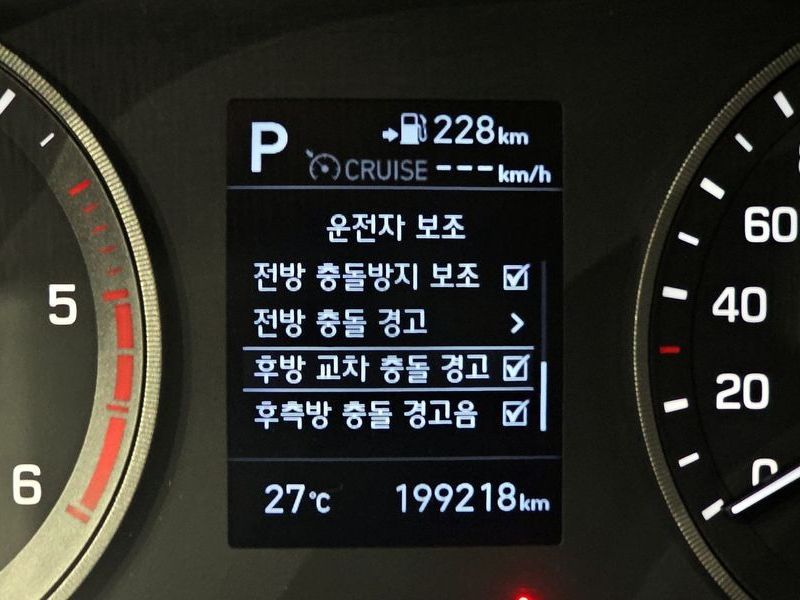 P 228km
CRUISE ---km/h
운전자 보조
전방 충돌방지 보조
전방 충돌 경고
후방 교차 충돌 경고
후측방 충돌 경고음
27℃ 199218km
5
6
60
40
20
0